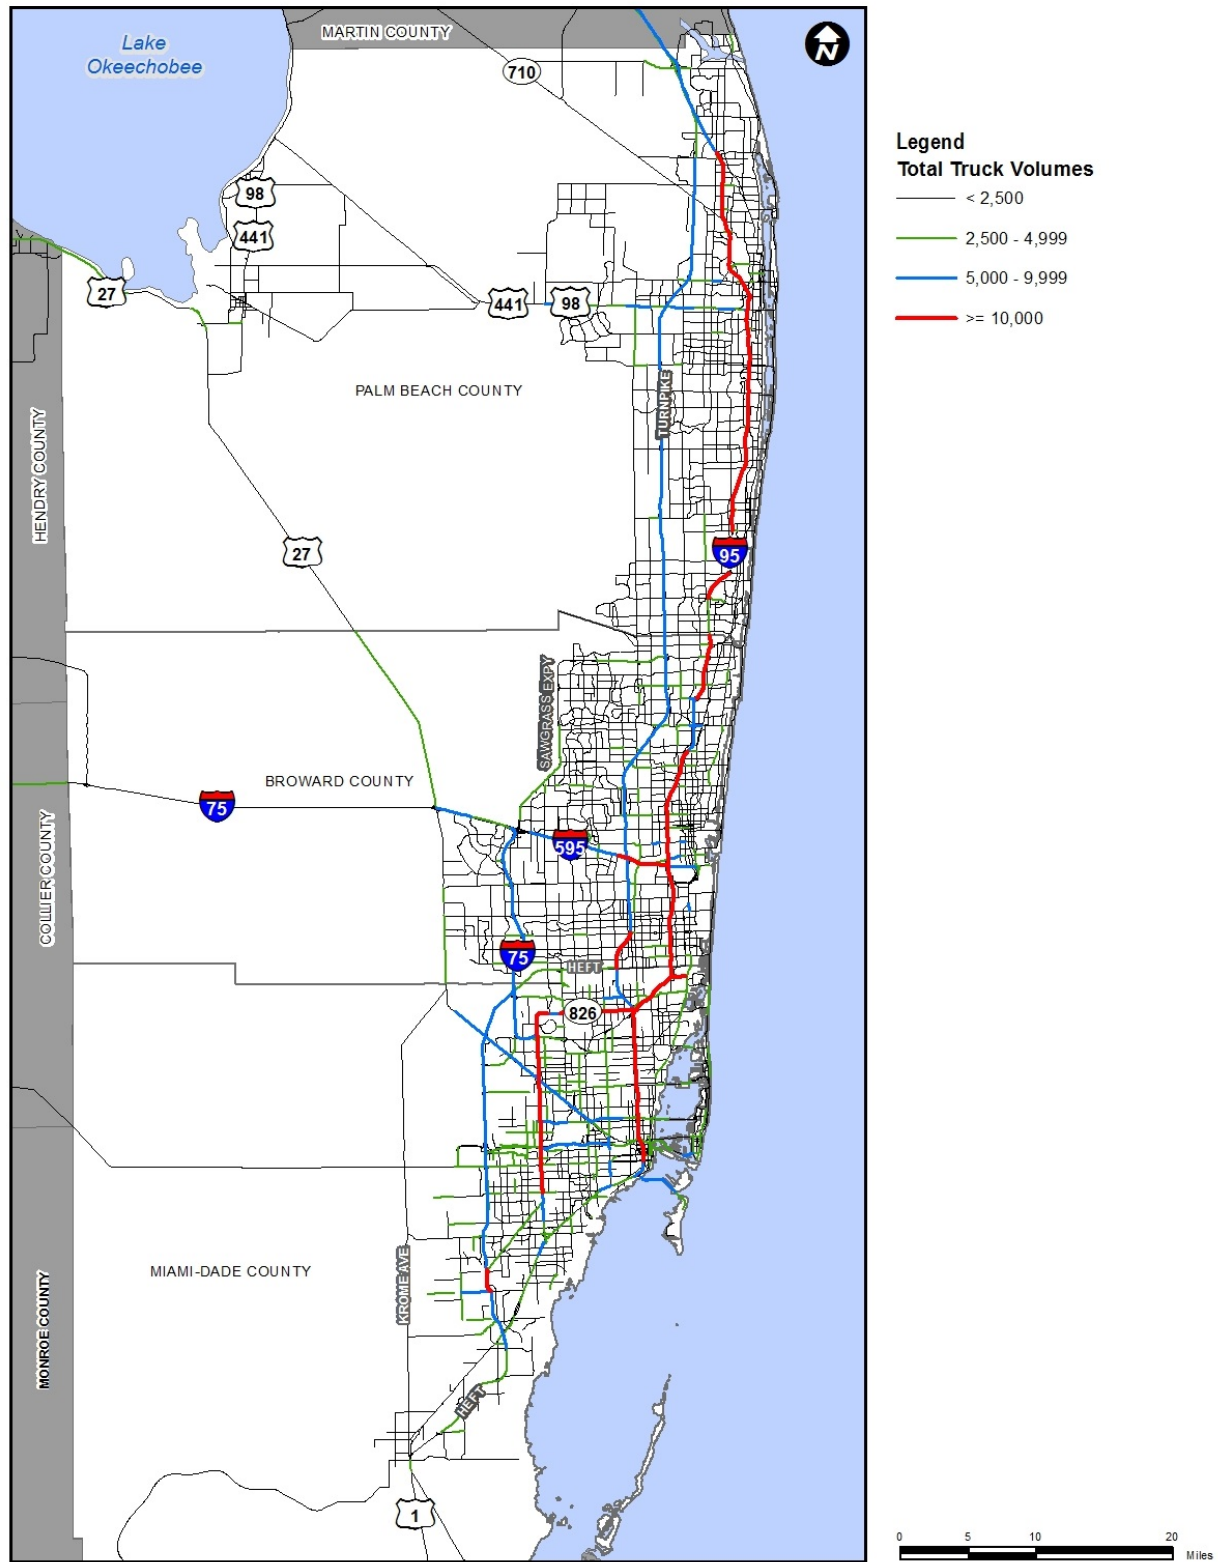 MARTIN COUNTY
Lake
Okeechobee
N
710
Legend
Total Truck Volumes
< 2,500
98
2,500 - 4,999
441
5,000 - 9,999
27
441
98
>= 10,000
PALM BEACH COUNTY
TURNPIKE
HENDRY COUNTY
27
95
SAWGRASS EXPY
BROWARD COUNTY
75
595
COLLIER COUNTY
75
HEFT
826
MIAMI-DADE COUNTY
KROME AVE
MONROE COUNTY
HEFT
1
0 5 10 20
Miles